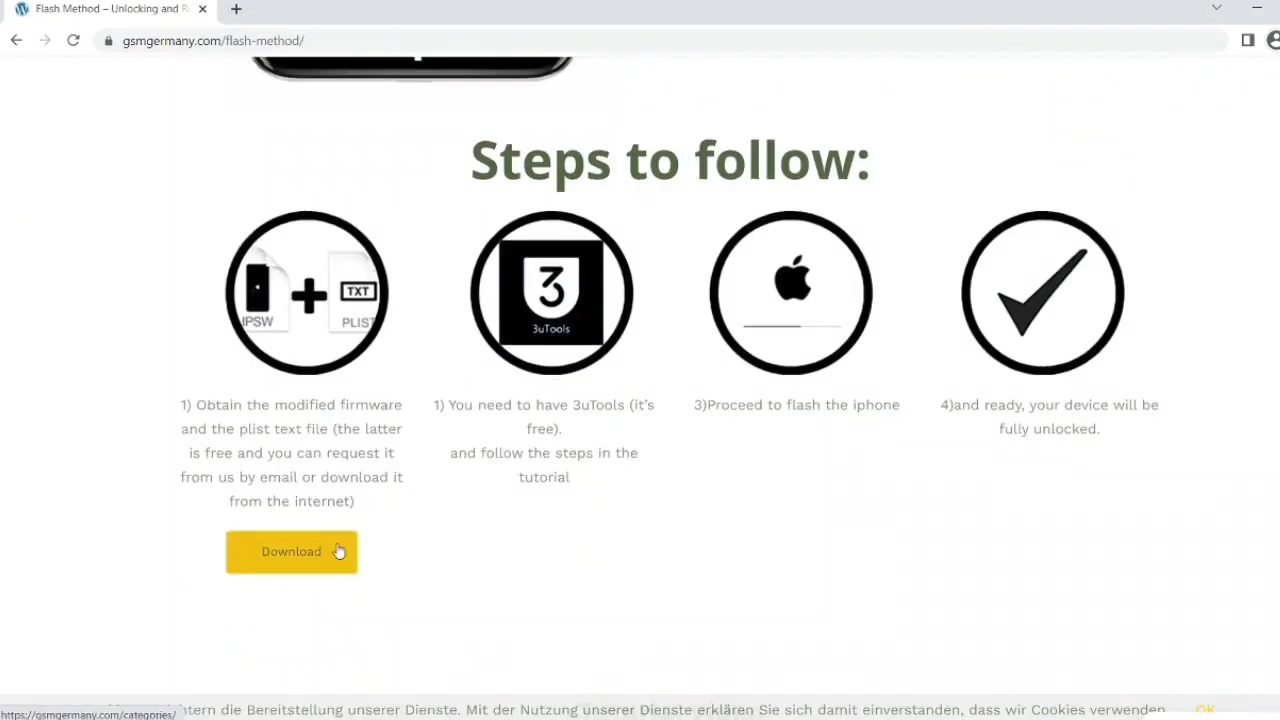 Flash Method – Unlocking and R
gsmgermany.com/flash-method/
Steps to follow:
IPSW
TXT
PLIST
3uTools
1) Obtain the modified firmware
and the plist text file (the latter
is free and you can request it
from us by email or download it
from the internet)
Download
1) You need to have 3uTools (it's
free).
and follow the steps in the
tutorial
3)Proceed to flash the iphone
4)and ready, your device will be
fully unlocked.
tern die Bereitstellung unserer Dienste. Mit der Nutzung unserer Dienste erklären Sie sich damit einverstanden, dass wir Cookies verwenden.
OK
https://gsmgermany.com/categories/